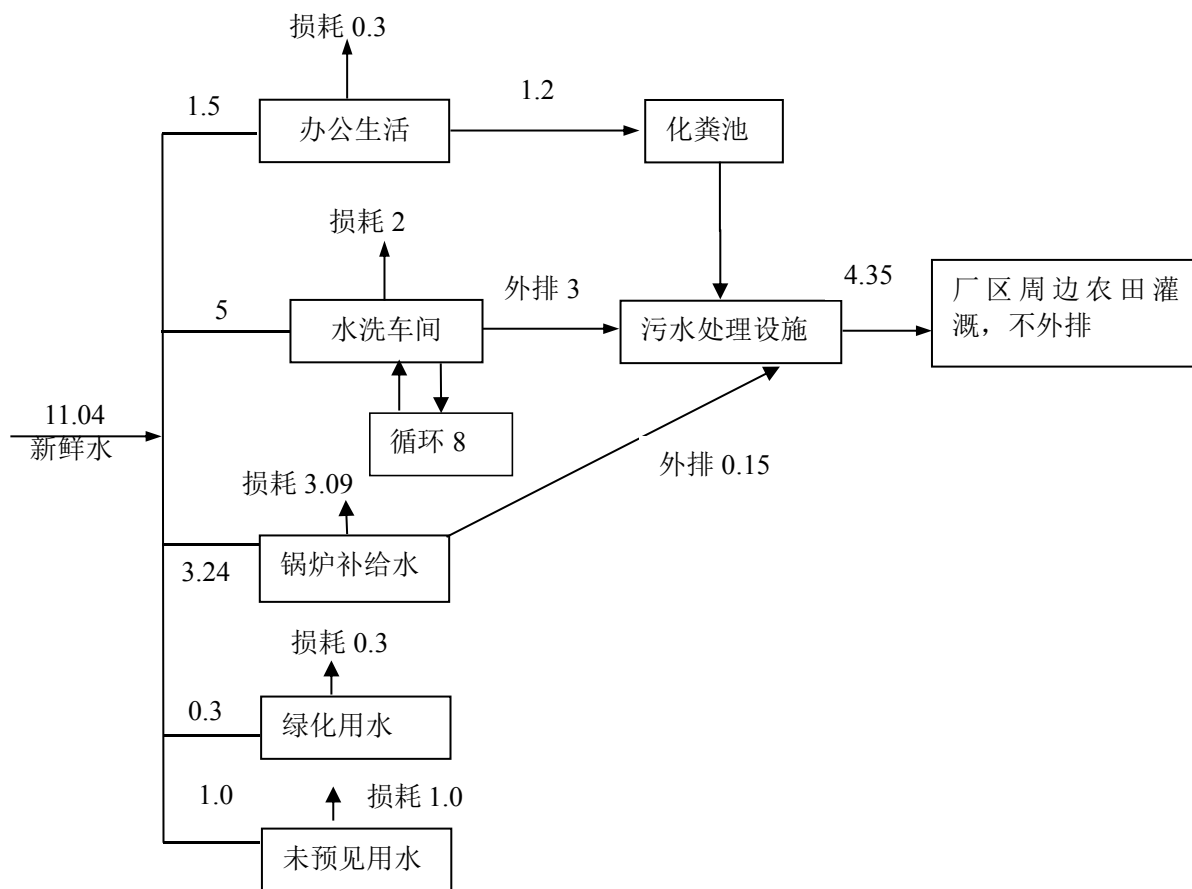 损耗 0.3
1.5
办公生活
1.2
化粪池
损耗 2
5
水洗车间
外排 3
污水处理设施
4.35
厂区周边农田灌
溉，不外排
循环 8
11.04
新鲜水
外排 0.15
损耗 3.09
3.24
锅炉补给水
损耗 0.3
0.3
绿化用水
1.0
损耗 1.0
未预见用水